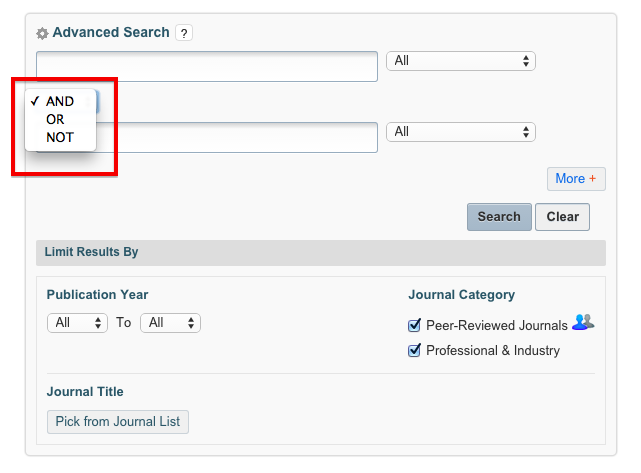 Advanced Search ?
All
✓ AND
OR
NOT
All
More +
Search Clear
Limit Results By
Publication Year Journal Category
All To All Peer-Reviewed Journals
Professional & Industry
Journal Title
Pick from Journal List